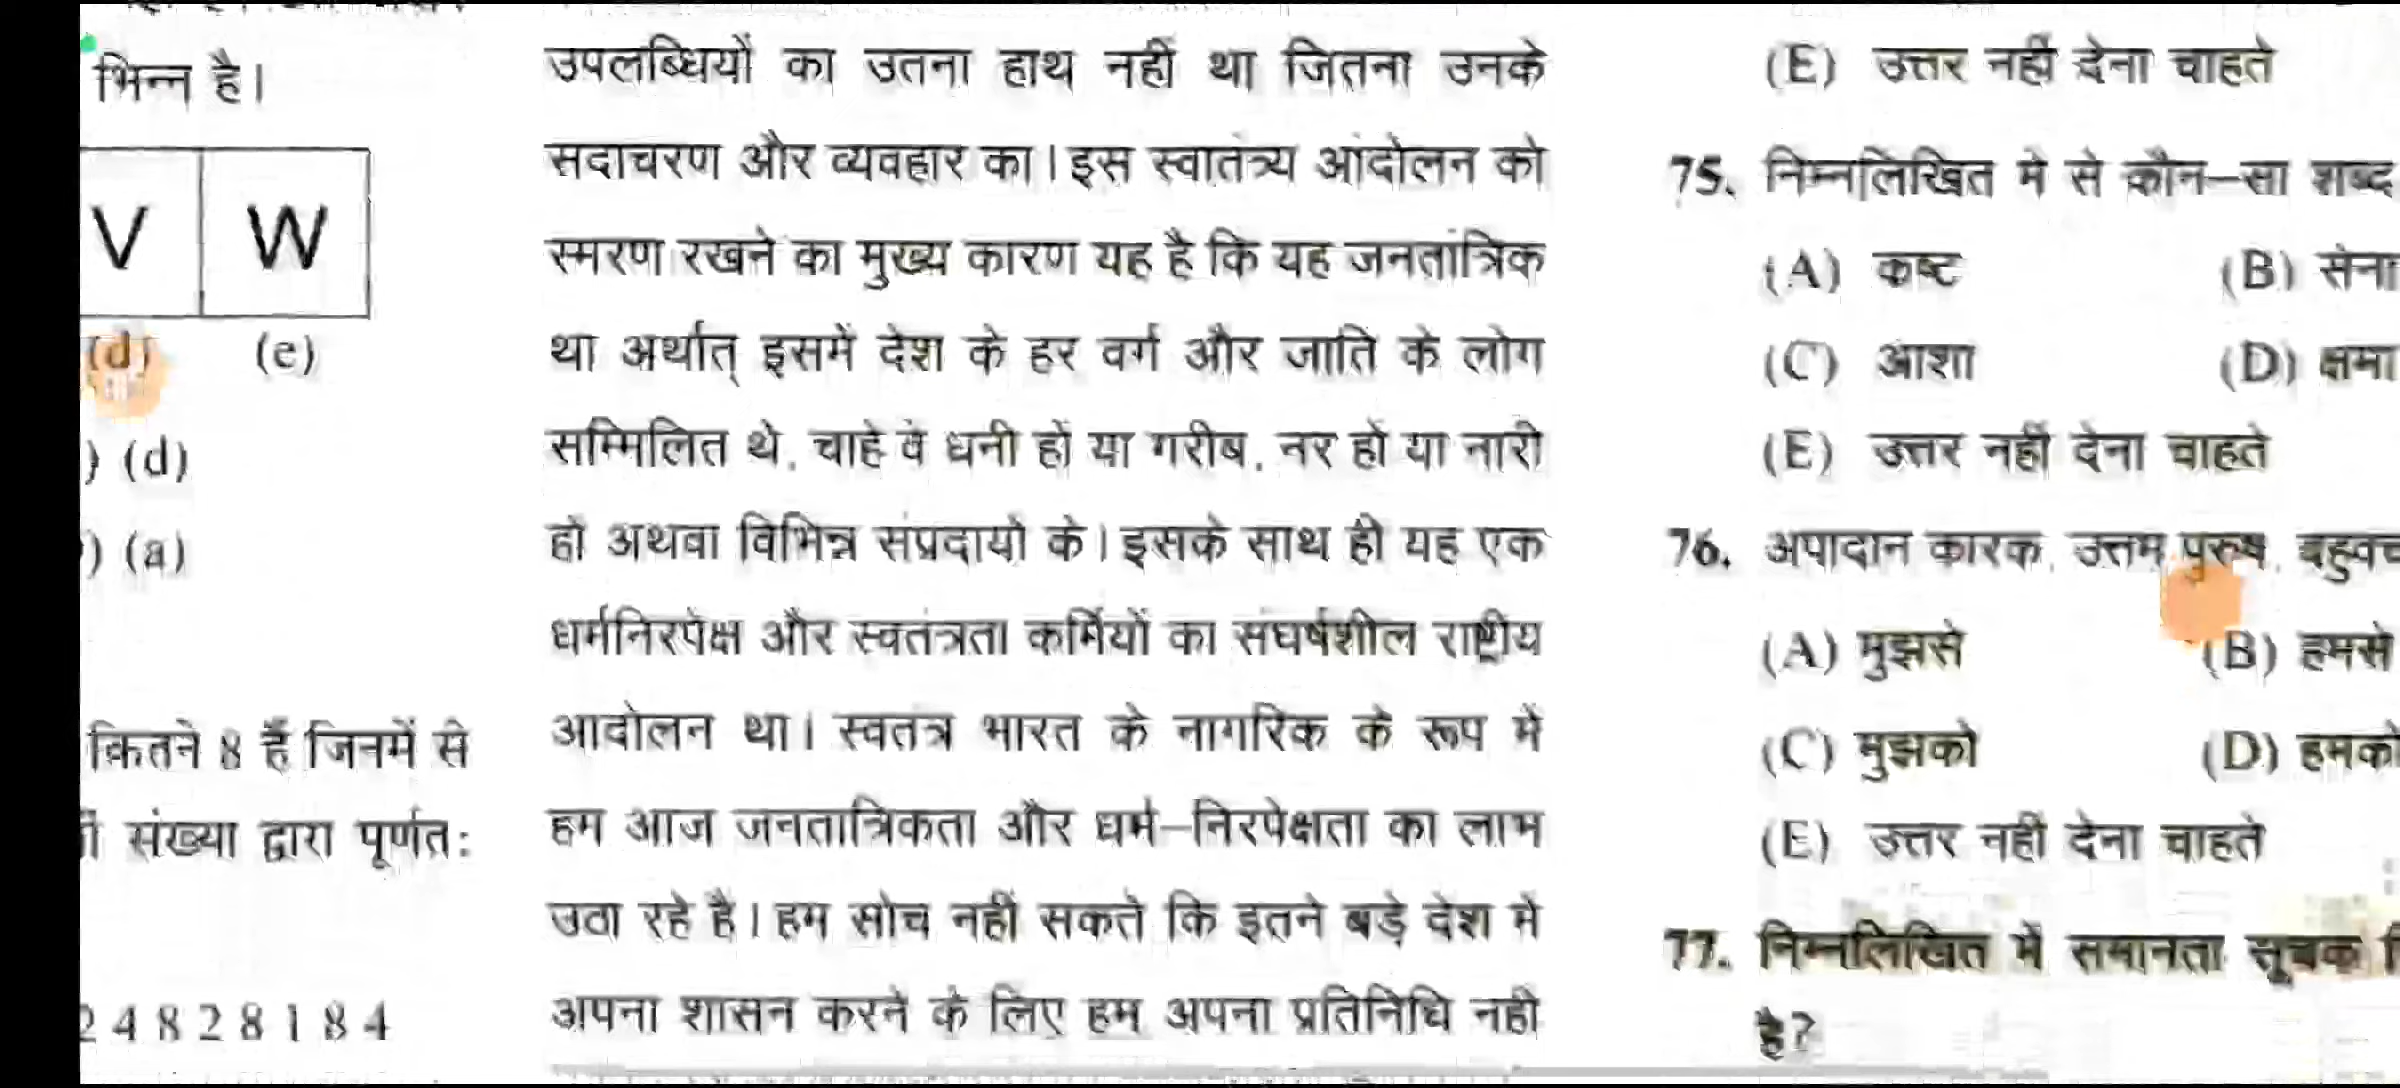 भिन्न है।
V W
(d) (e)
) (d)
) (a)
कितने 8 हैं जिनमें से
संख्या द्वारा पूर्णत:
2 4 8 2 8 1 8 4
उपलब्धियों का उतना हाथ नहीं था जितना उनके
सदाचरण और व्यवहार का। इस स्वातंत्र्य आंदोलन को
स्मरण रखने का मुख्य कारण यह है कि यह जनतांत्रिक
था अर्थात् इसमें देश के हर वर्ग और जाति के लोग
सम्मिलित थे, चाहे वे धनी हों या गरीब, नर हों या नारी
हों अथवा विभिन्न संप्रदायों के। इसके साथ ही यह एक
धर्मनिरपेक्ष और स्वतंत्रता कर्मियों का संघर्षशील राष्ट्रीय
आंदोलन था। स्वतंत्र भारत के नागरिक के रूप में
हम आज जनतांत्रिकता और धर्म–निरपेक्षता का लाभ
उठा रहे हैं। हम सोच नहीं सकते कि इतने बड़े देश में
अपना शासन करने के लिए हम अपना प्रतिनिधि नहीं
(E) उत्तर नहीं देना चाहते
75. निम्नलिखित में से कौन–सा शब्द
(A) कष्ट (B) सेना
(C) आशा (D) क्षमा
(E) उत्तर नहीं देना चाहते
76. अपादान कारक, उत्तम पुरुष,
(A) मुझसे (B) हमसे
(C) मुझको (D) हमको
(E) उत्तर नहीं देना चाहते
77. निम्नलिखित में समानता सूचक
है?